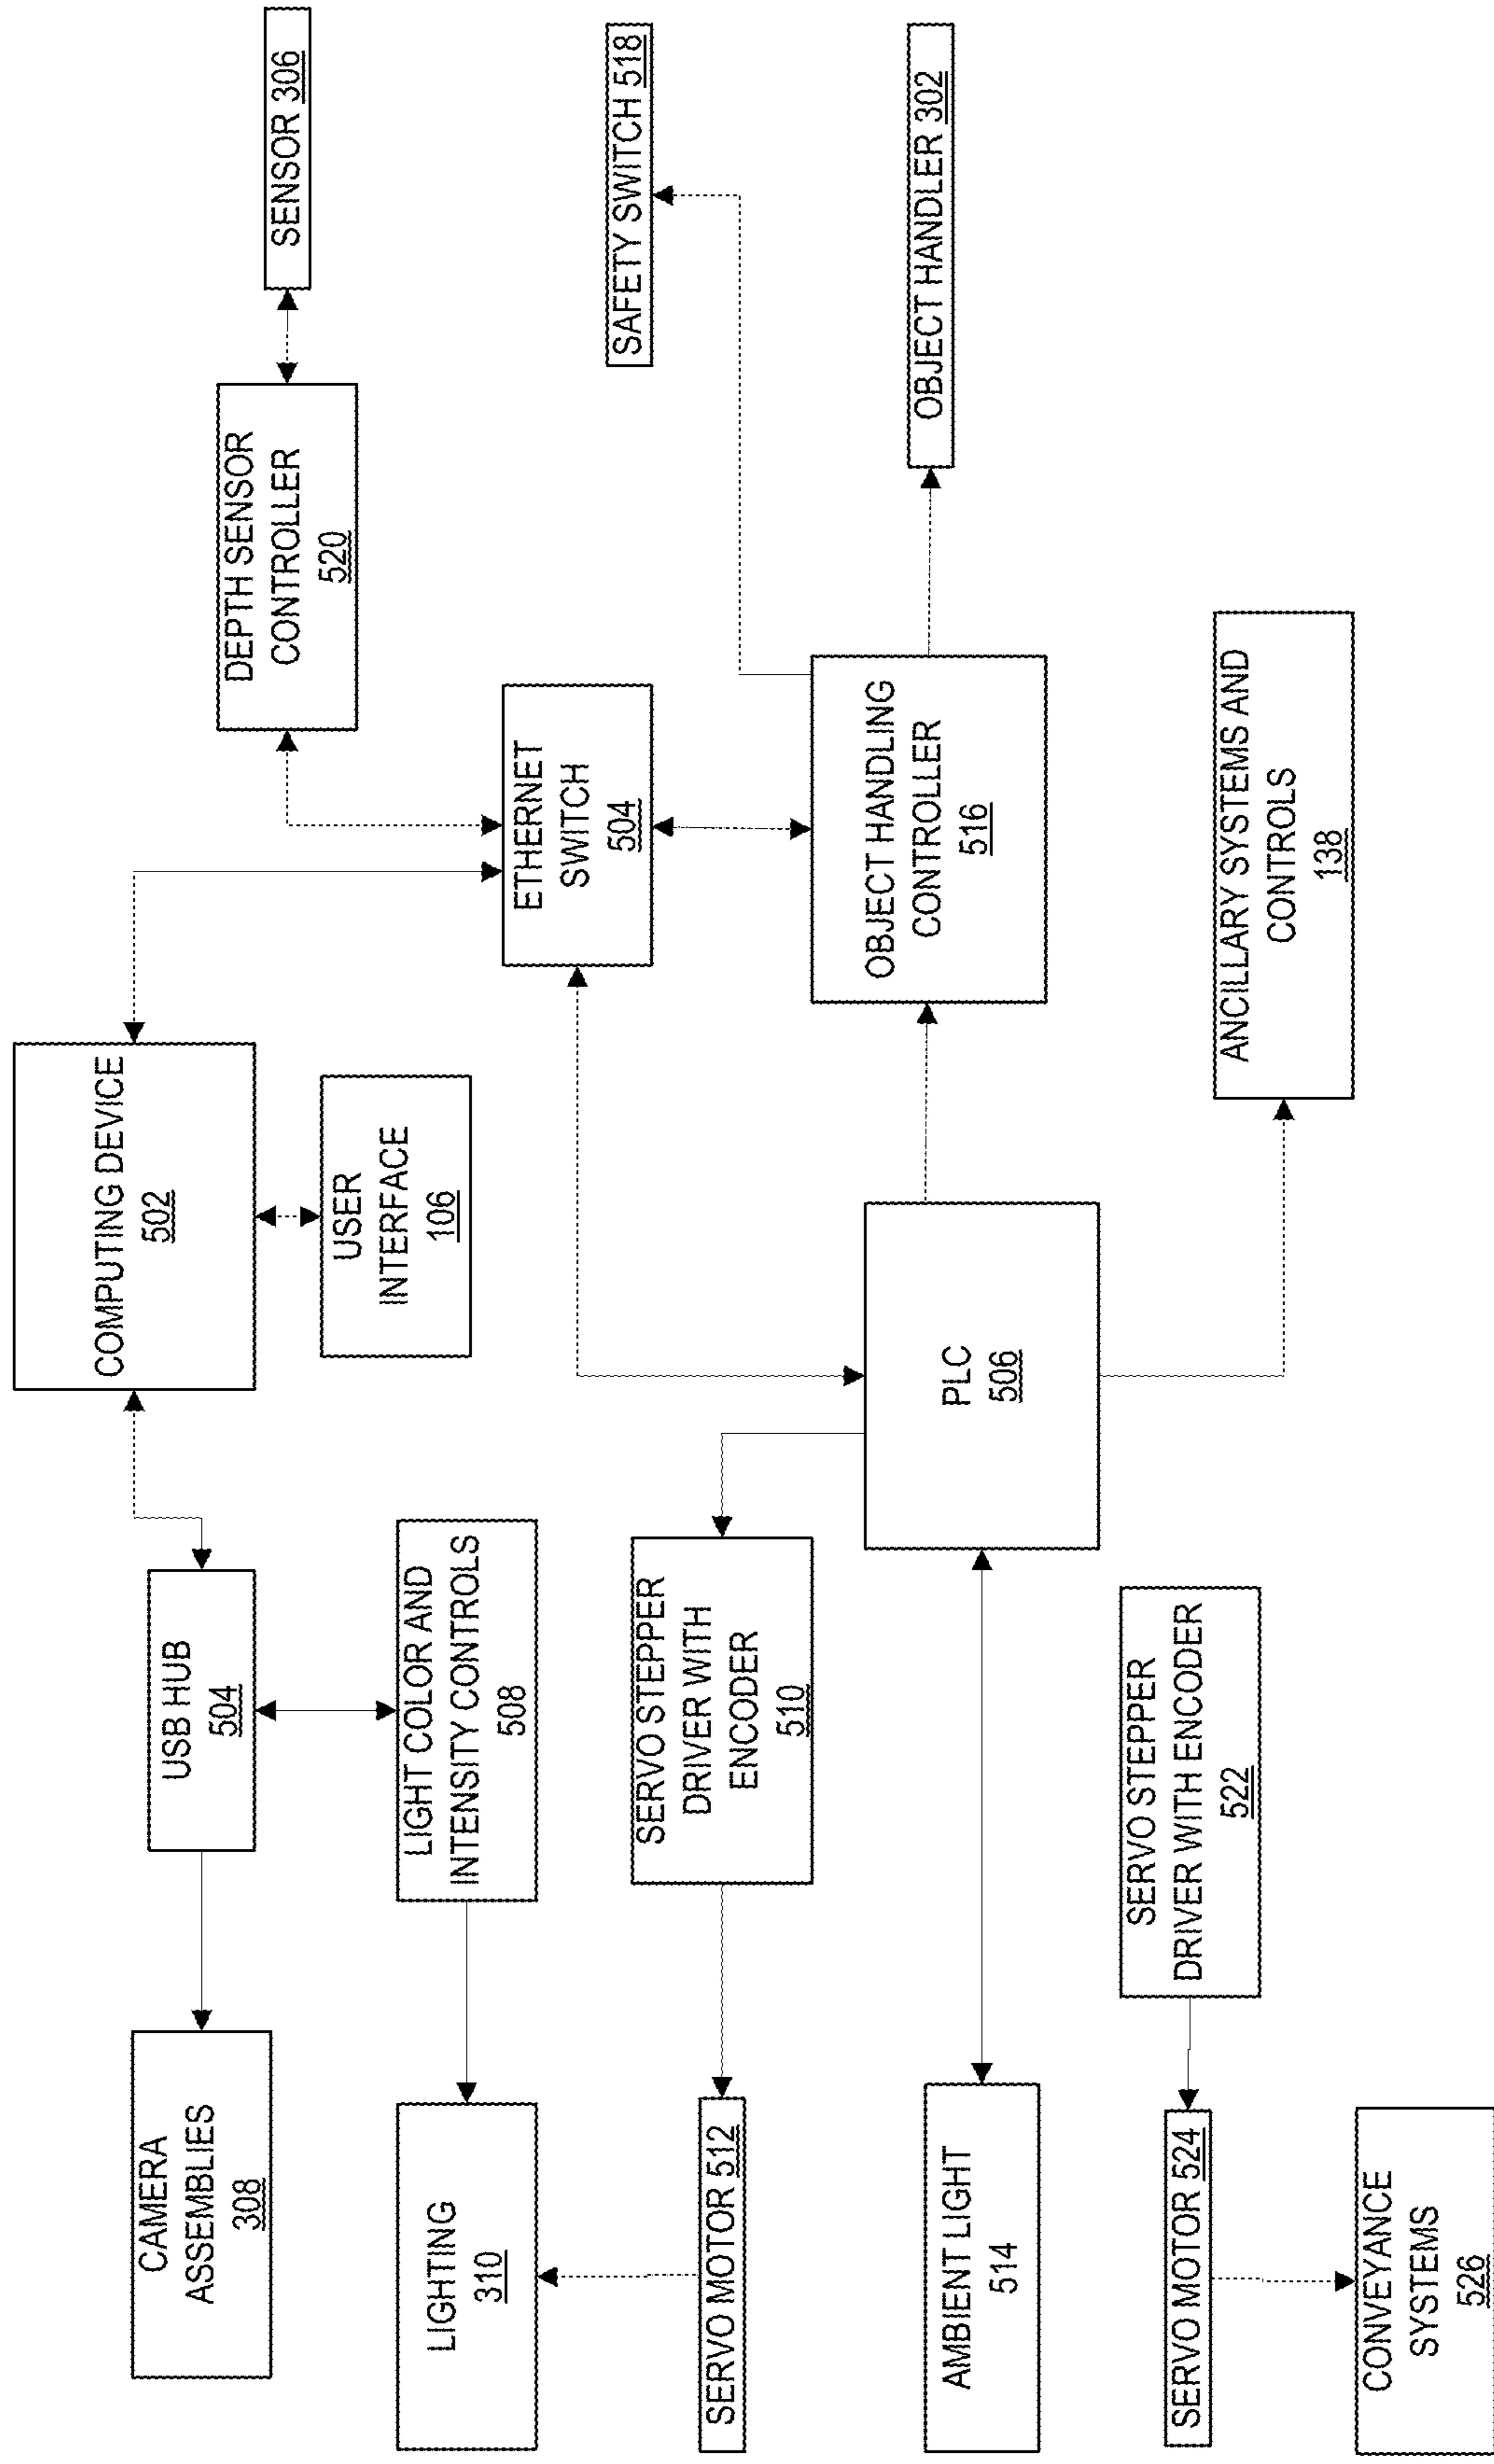 CAMERA
ASSEMBLIES
308
USB HUB
504
COMPUTING DEVICE
502
DEPTH SENSOR
CONTROLLER
520
SENSOR 306
LIGHTING
310
LIGHT COLOR AND
INTENSITY CONTROLS
508
USER
INTERFACE
106
ETHERNET
SWITCH
504
SAFETY SWITCH 518
SERVO MOTOR 512
SERVO STEPPER
DRIVER WITH
ENCODER
510
AMBIENT LIGHT
514
PLC
506
OBJECT HANDLING
CONTROLLER
516
OBJECT HANDLER 302
SERVO MOTOR 524
SERVO STEPPER
DRIVER WITH ENCODER
522
ANCILLARY SYSTEMS AND
CONTROLS
138
CONVEYANCE
SYSTEMS
526